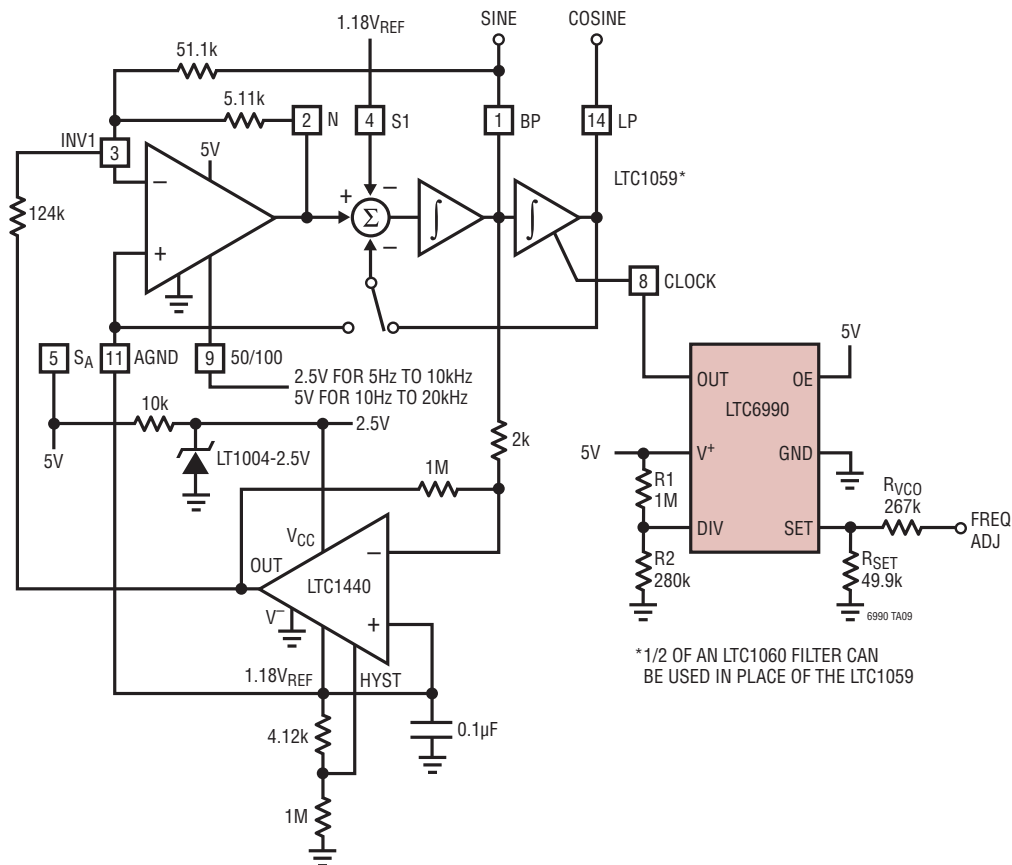 1.18VREF
SINE
COSINE
51.1k
5.11k
2 N
4 S1
1 BP
14 LP
INV1
3
5V
LTC1059*
124k
−
+
+
−
Σ
−
∫
∫
8 CLOCK
5 SA
11 AGND
9 50/100
2.5V FOR 5Hz TO 10kHz
5V FOR 10Hz TO 20kHz
10k
2.5V
5V
LT1004-2.5V
2k
1M
VCC
OUT
LTC1440
−
+
V−
1.18VREF
HYST
4.12k
0.1µF
1M
5V
OUT
OE
LTC6990
5V
V+
GND
R1
1M
DIV
SET
R2
280k
RVCO
267k
FREQ
ADJ
RSET
49.9k
6990 TA09
*1/2 OF AN LTC1060 FILTER CAN
BE USED IN PLACE OF THE LTC1059